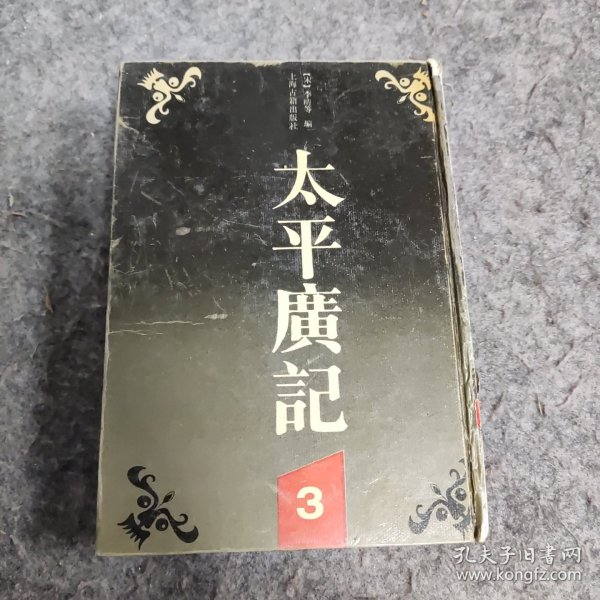 【宋】李昉等 编
上海古籍出版社
太平廣記
3
孔夫子旧书网
www.kongfz.com